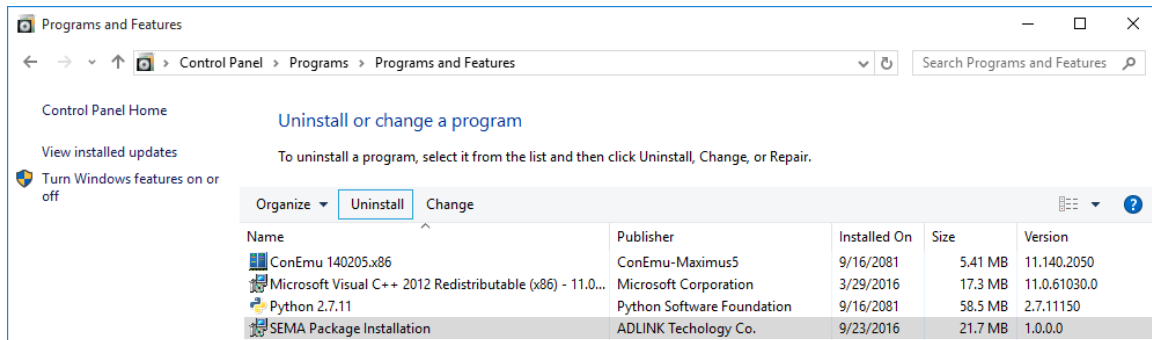 Programs and Features
Control Panel > Programs > Programs and Features
Search Programs and Features
Control Panel Home
View installed updates
Turn Windows features on or
off
Uninstall or change a program
To uninstall a program, select it from the list and then click Uninstall, Change, or Repair.
Organize Uninstall Change
Name Publisher Installed On Size Version
ConEmu 140205.x86 ConEmu-Maximus5 9/16/2081 5.41 MB 11.140.2050
Microsoft Visual C++ 2012 Redistributable (x86) - 11.0... Microsoft Corporation 3/29/2016 17.3 MB 11.0.61030.0
Python 2.7.11 Python Software Foundation 9/16/2081 58.5 MB 2.7.11150
SEMA Package Installation ADLINK Techology Co. 9/23/2016 21.7 MB 1.0.0.0